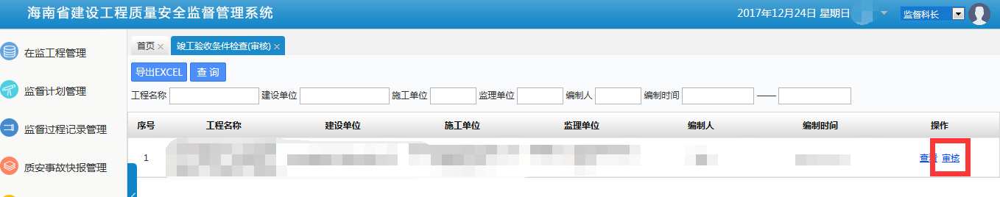 海南省建设工程质量安全监督管理系统
2017年12月24日 星期日
监督科长
在监工程管理
监督计划管理
监督过程记录管理
质安事故快报管理
首页
竣工验收条件检查(审核)
导出EXCEL 查 询
工程名称 建设单位 施工单位 监理单位 编制人 编制时间 ——
序号 工程名称 建设单位 施工单位 监理单位 编制人 编制时间 操作
1 查看 审核